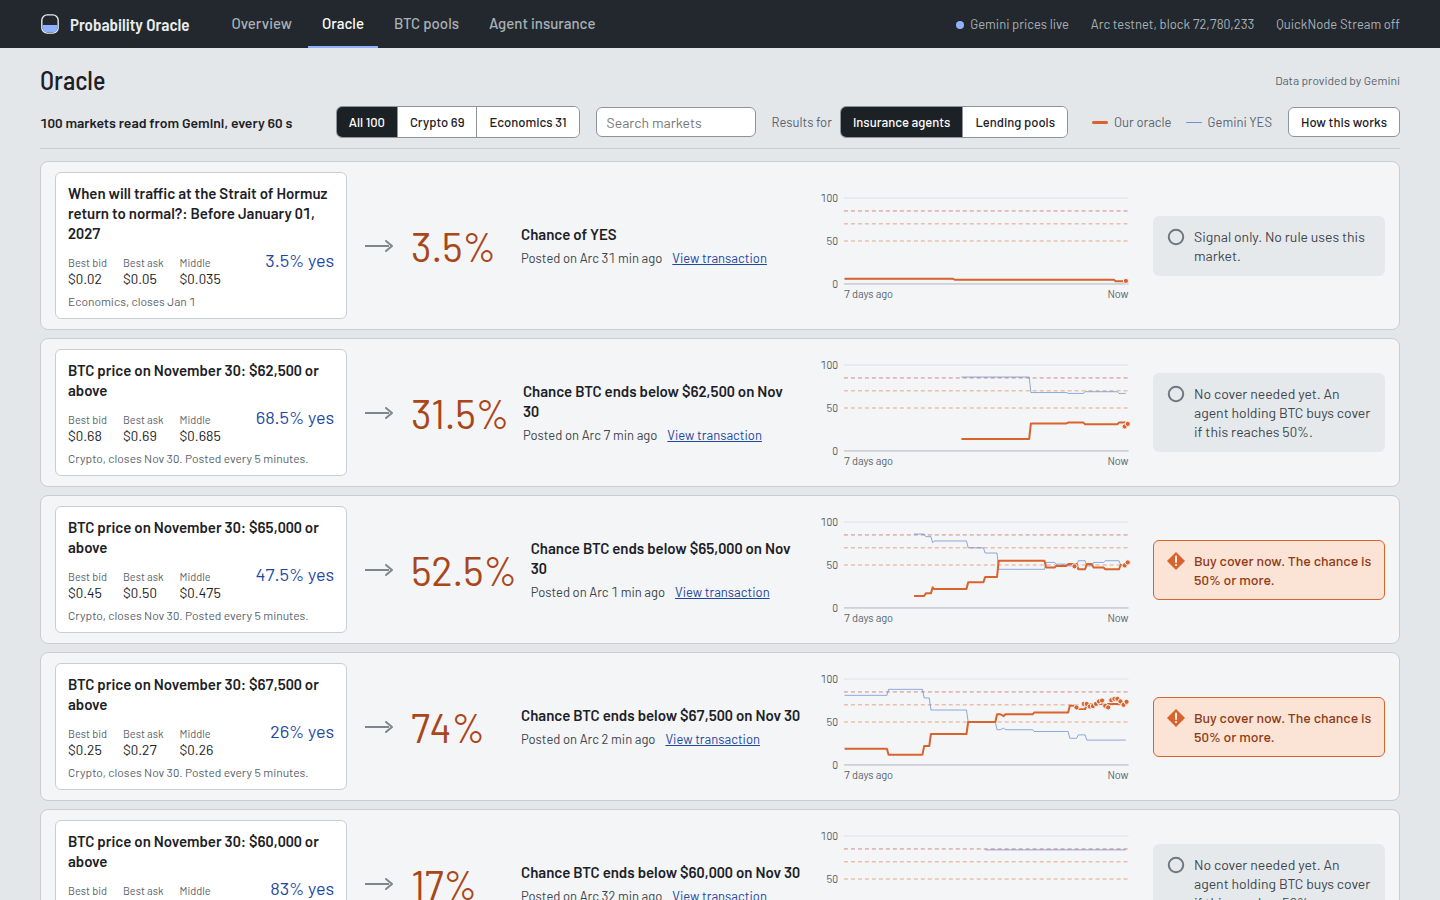 Probability Oracle
Overview
Oracle
BTC pools
Agent insurance
Gemini prices live
Arc testnet, block 72,780,233
QuickNode Stream off
Oracle
Data provided by Gemini
100 markets read from Gemini, every 60 s
All 100
Crypto 69
Economics 31
Search markets
Results for
Insurance agents
Lending pools
Our oracle
Gemini YES
How this works
When will traffic at the Strait of Hormuz
return to normal?: Before January 01,
2027
Best bid
Best ask
Middle
3.5% yes
$0.02
$0.05
$0.035
Economics, closes Jan 1
3.5%
Chance of YES
Posted on Arc 31 min ago
View transaction
100
50
0
7 days ago
Now
Signal only. No rule uses this
market.
BTC price on November 30: $62,500 or
above
Best bid
Best ask
Middle
68.5% yes
$0.68
$0.69
$0.685
Crypto, closes Nov 30. Posted every 5 minutes.
31.5%
Chance BTC ends below $62,500 on Nov
30
Posted on Arc 7 min ago
View transaction
100
50
0
7 days ago
Now
No cover needed yet. An
agent holding BTC buys cover
if this reaches 50%.
BTC price on November 30: $65,000 or
above
Best bid
Best ask
Middle
47.5% yes
$0.45
$0.50
$0.475
Crypto, closes Nov 30. Posted every 5 minutes.
52.5%
Chance BTC ends below $65,000 on Nov
30
Posted on Arc 1 min ago
View transaction
100
50
0
7 days ago
Now
Buy cover now. The chance is
50% or more.
BTC price on November 30: $67,500 or
above
Best bid
Best ask
Middle
26% yes
$0.25
$0.27
$0.26
Crypto, closes Nov 30. Posted every 5 minutes.
74%
Chance BTC ends below $67,500 on Nov 30
Posted on Arc 2 min ago
View transaction
100
50
0
7 days ago
Now
Buy cover now. The chance is
50% or more.
BTC price on November 30: $60,000 or
above
Best bid
Best ask
Middle
83% yes
17%
Chance BTC ends below $60,000 on Nov 30
Posted on Arc 32 min ago
View transaction
100
50
No cover needed yet. An
agent holding BTC buys cover